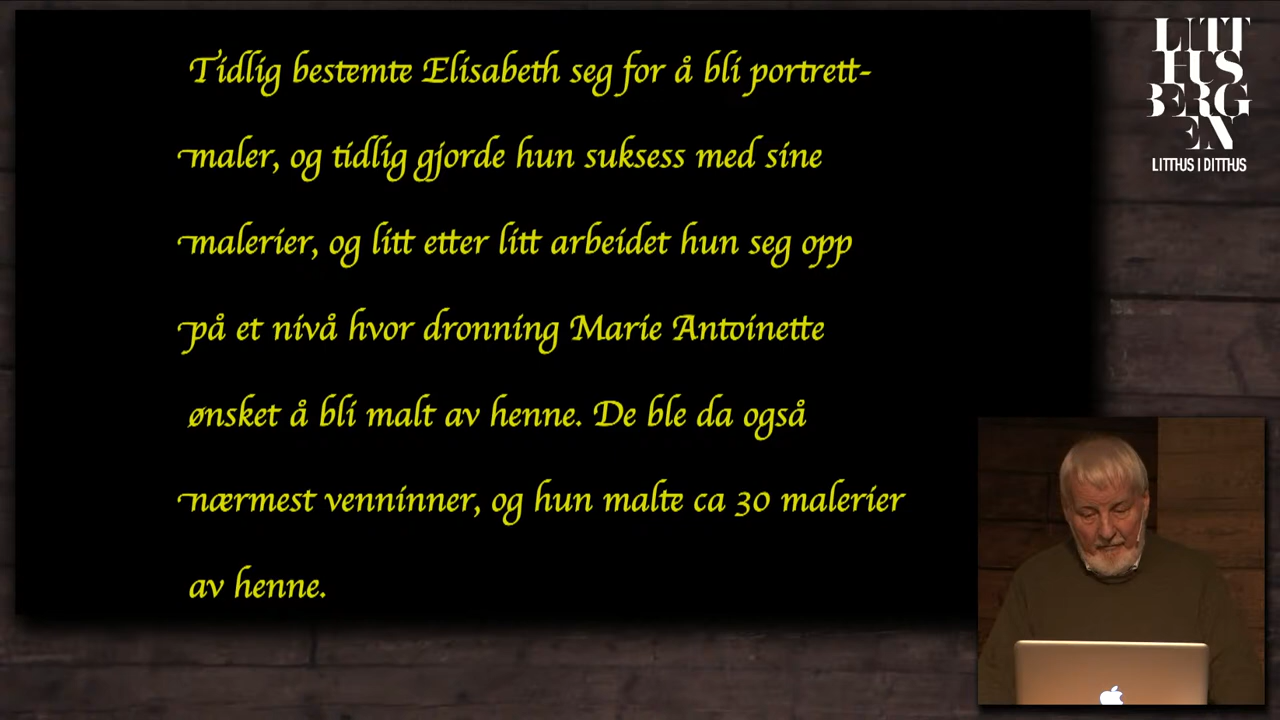 Tidlig bestemte Elisabeth seg for å bli portrett-
maler, og tidlig gjorde hun suksess med sine
malerier, og litt etter litt arbeidet hun seg opp
på et nivå hvor dronning Marie Antoinette
ønsket å bli malt av henne. De ble da også
nærmest venninner, og hun malte ca 30 malerier
av henne.
LITT
HUS
BERG
EN
LITTHUS I DITTHUS